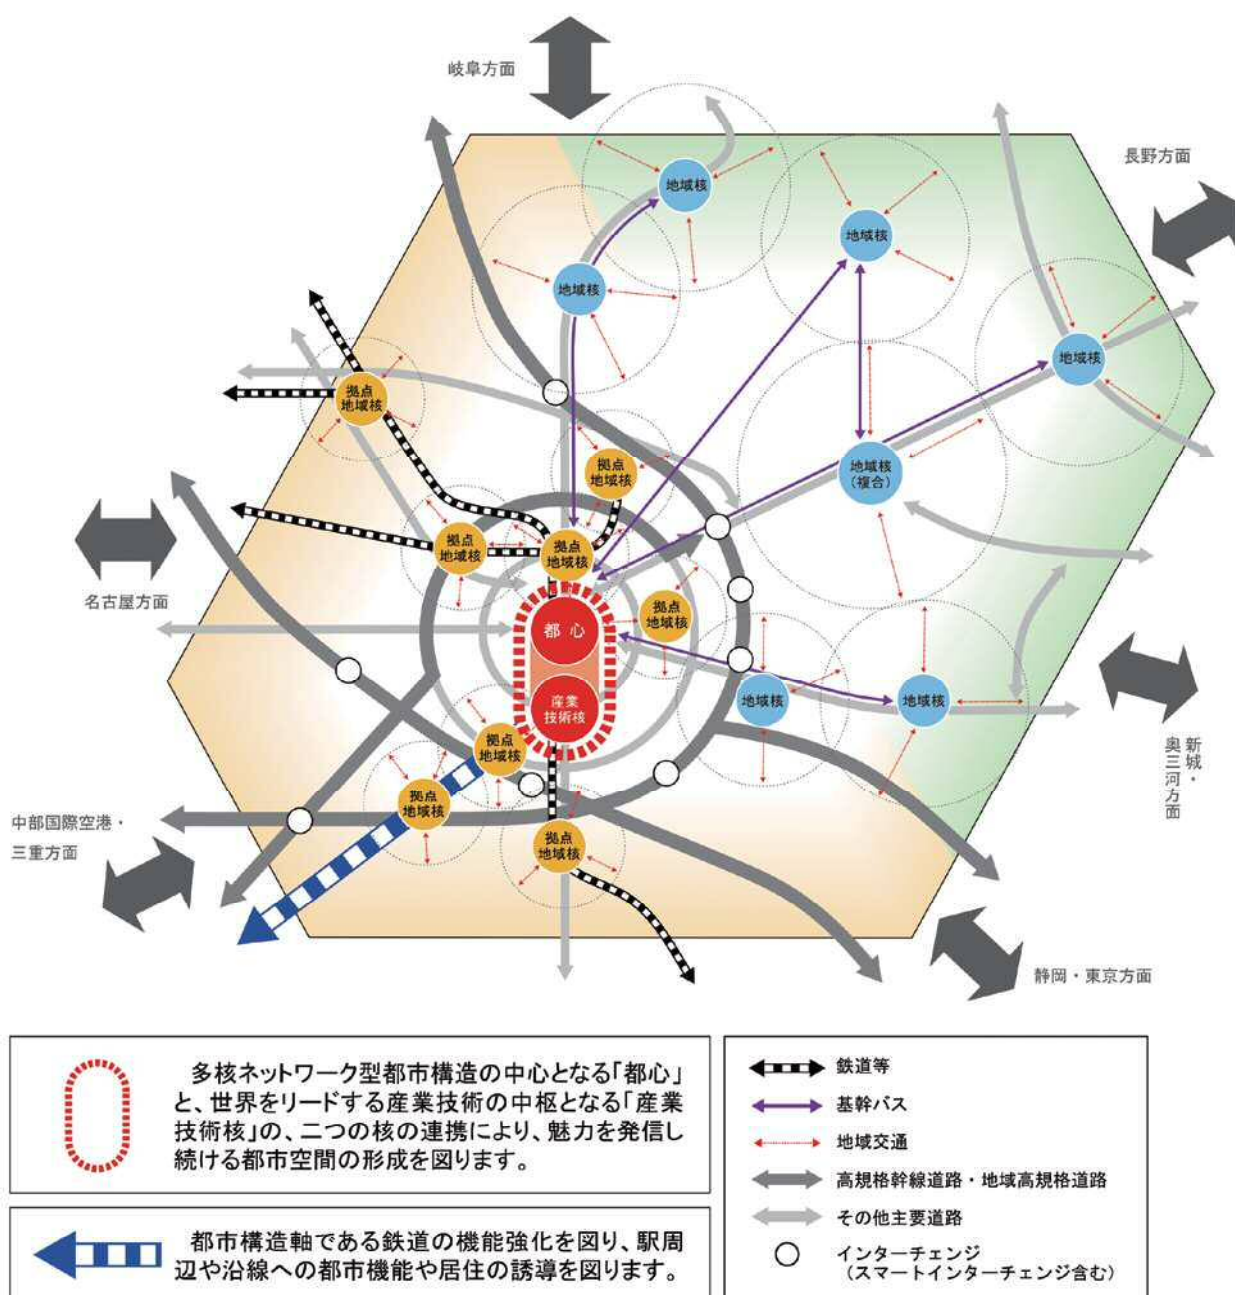 岐阜方面
長野方面
地域核
地域核
地域核
地域核
拠点
地域核
拠点
地域核
地域核
(複合)
拠点
地域核
拠点
地域核
名古屋方面
拠点
地域核
都心
産業
技術核
地域核
地域核
拠点
地域核
拠点
地域核
拠点
地域核
新城・
奥三河方面
中部国際空港・
三重方面
静岡・東京方面
多核ネットワーク型都市構造の中心となる「都心」
と、世界をリードする産業技術の中枢となる「産業
技術核」の、二つの核の連携により、魅力を発信し
続ける都市空間の形成を図ります。
都市構造軸である鉄道の機能強化を図り、駅周
辺や沿線への都市機能や居住の誘導を図ります。
鉄道等
基幹バス
地域交通
高規格幹線道路・地域高規格道路
その他主要道路
インターチェンジ
(スマートインターチェンジ含む)